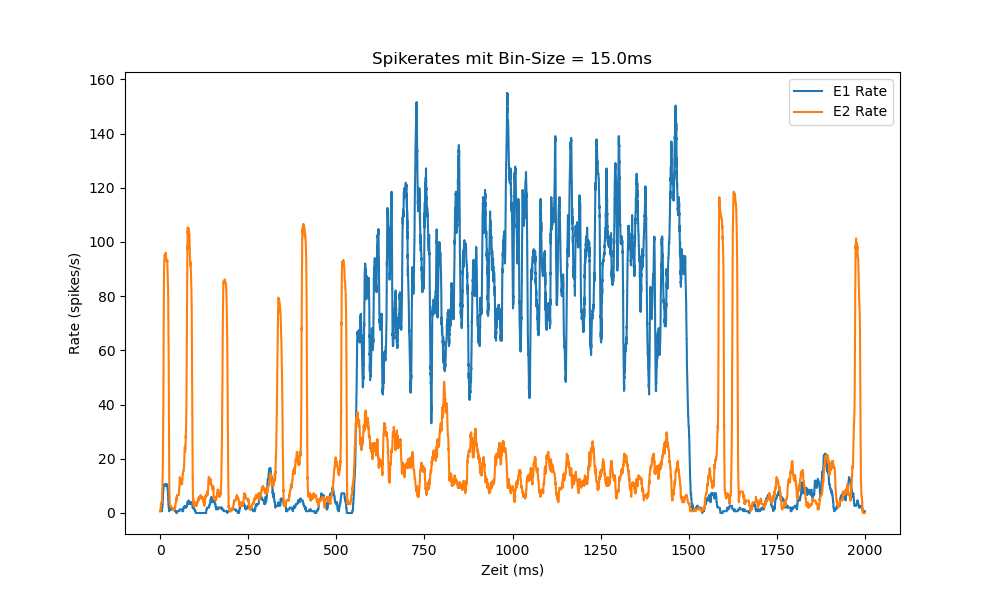 Spikerates mit Bin-Size = 15.0ms
E1 Rate
E2 Rate
Rate (spikes/s)
160
140
120
100
80
60
40
20
0
0 250 500 750 1000 1250 1500 1750 2000
Zeit (ms)